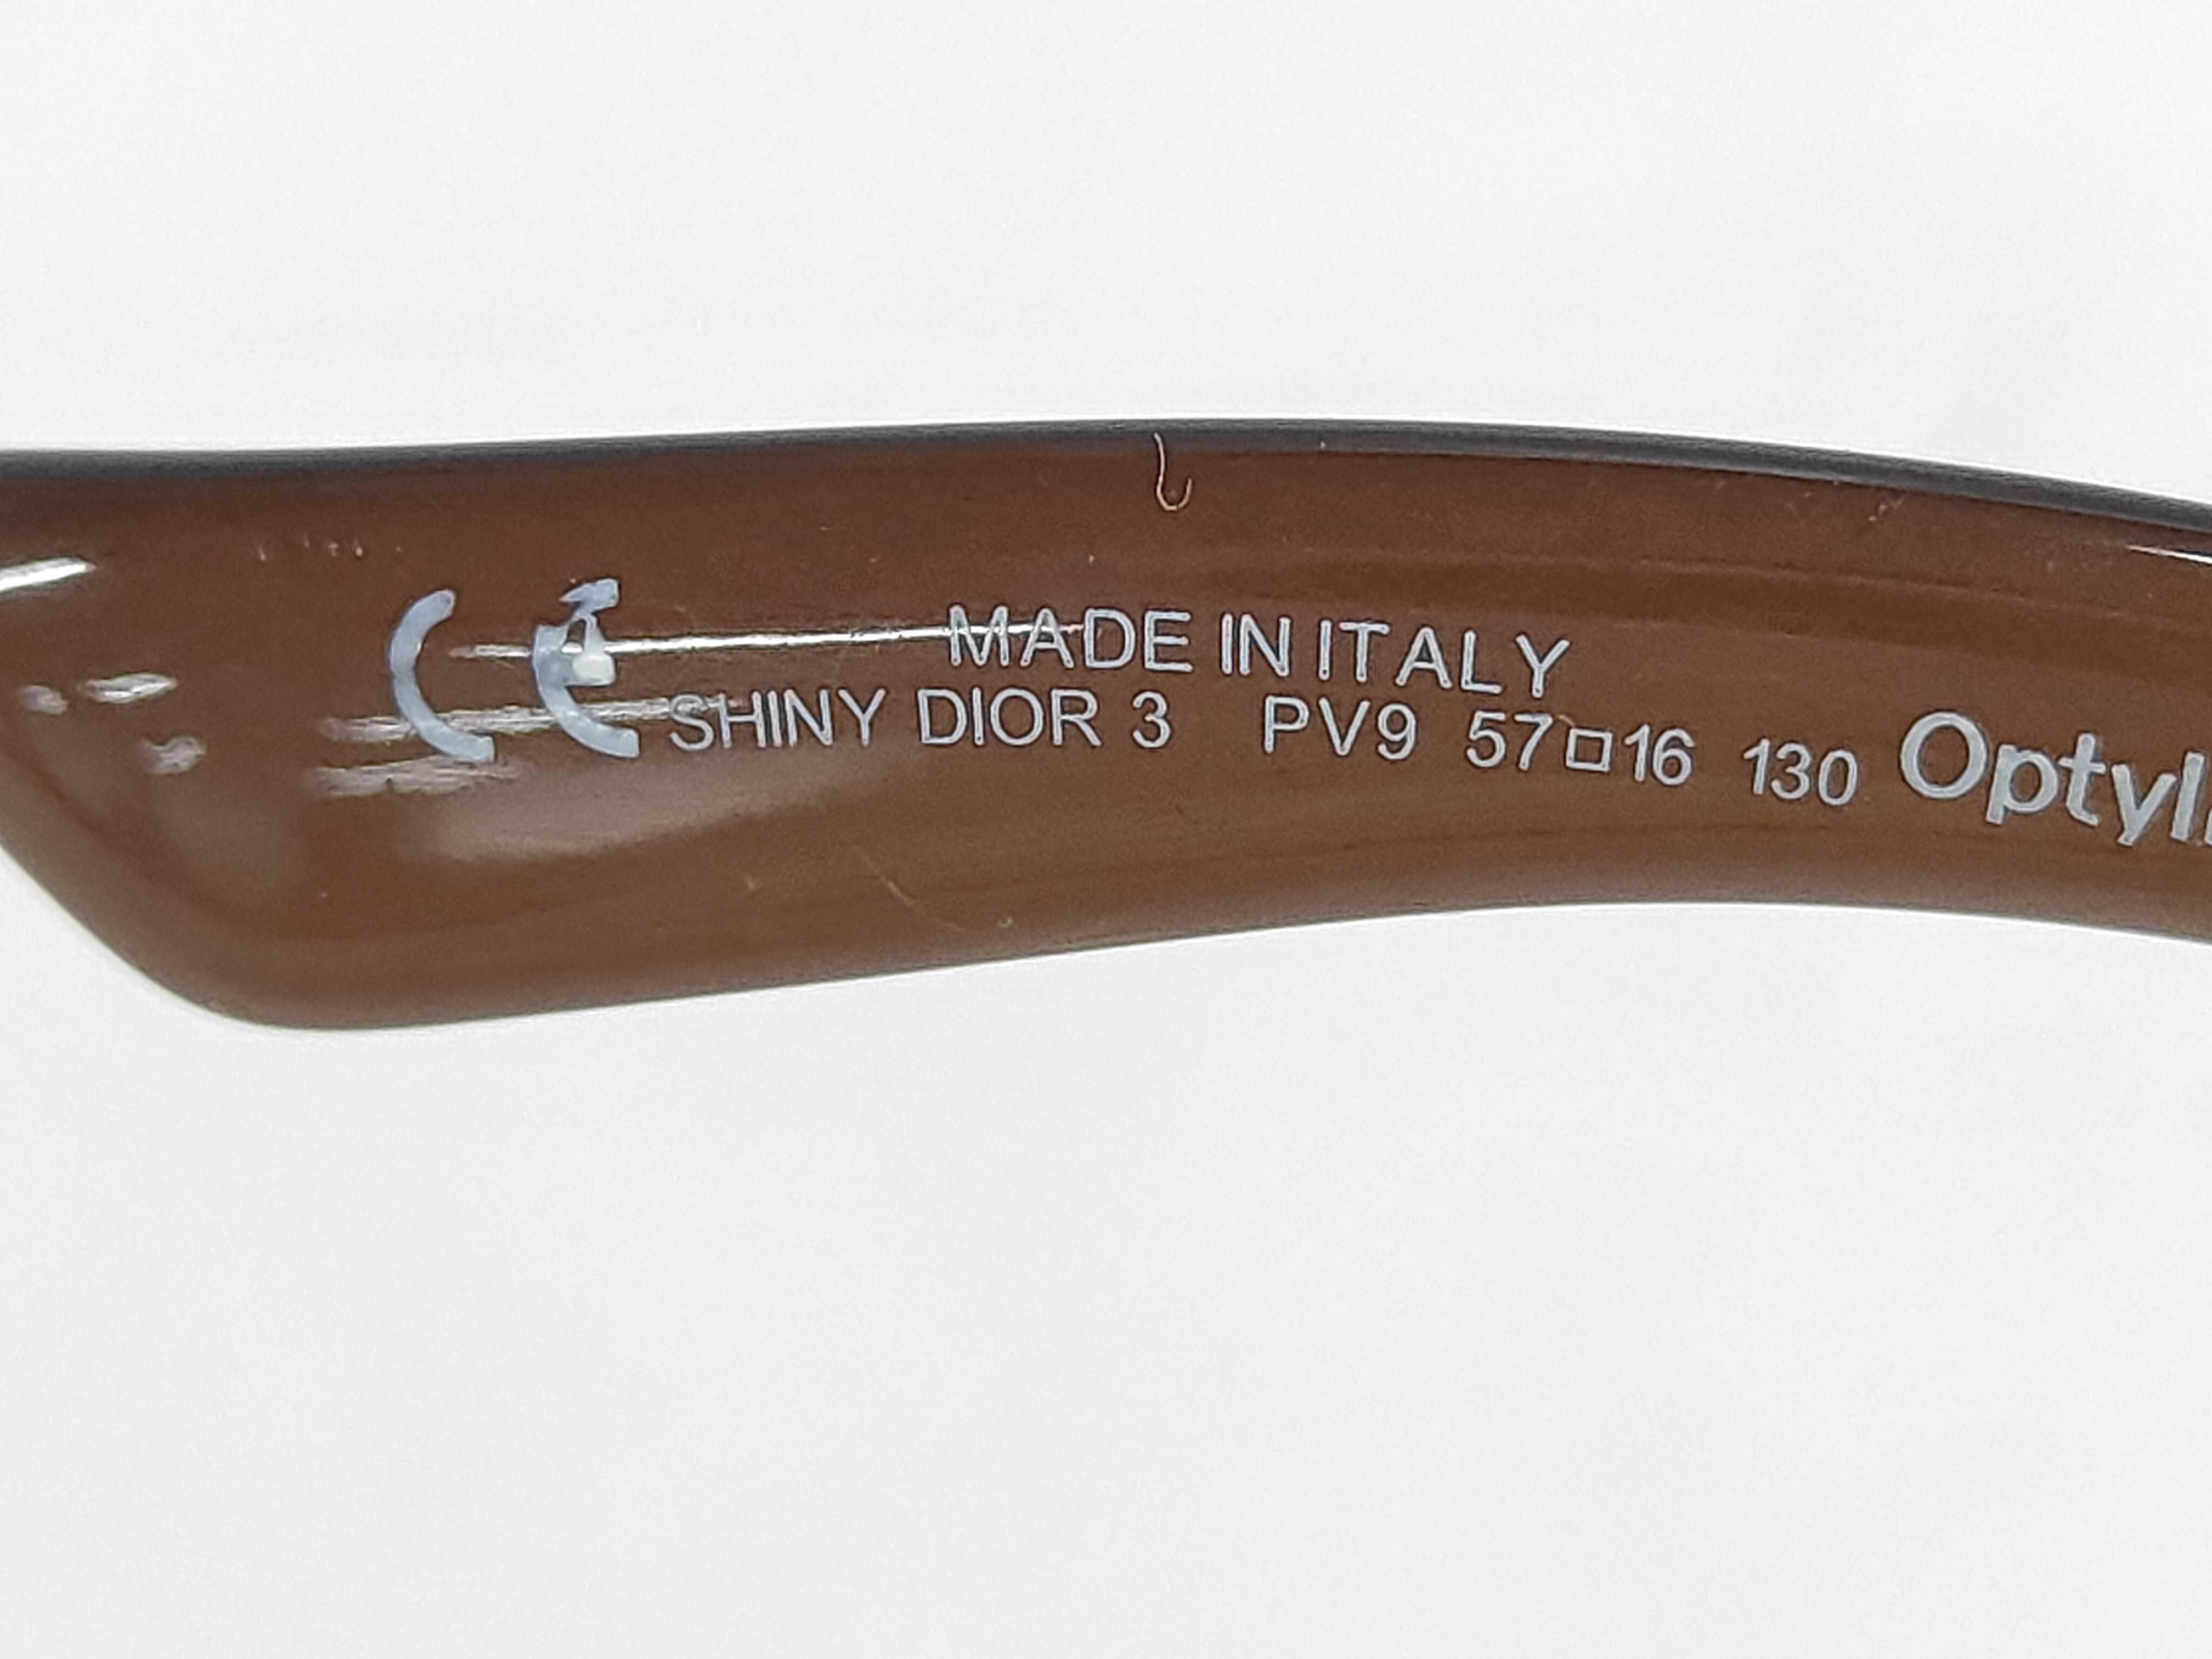 CE MADE IN ITALY
SHINY DIOR 3 PV9 57□16 130